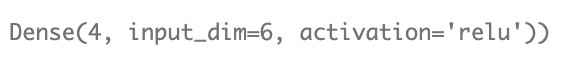 Dense(4, input_dim=6, activation='relu'))